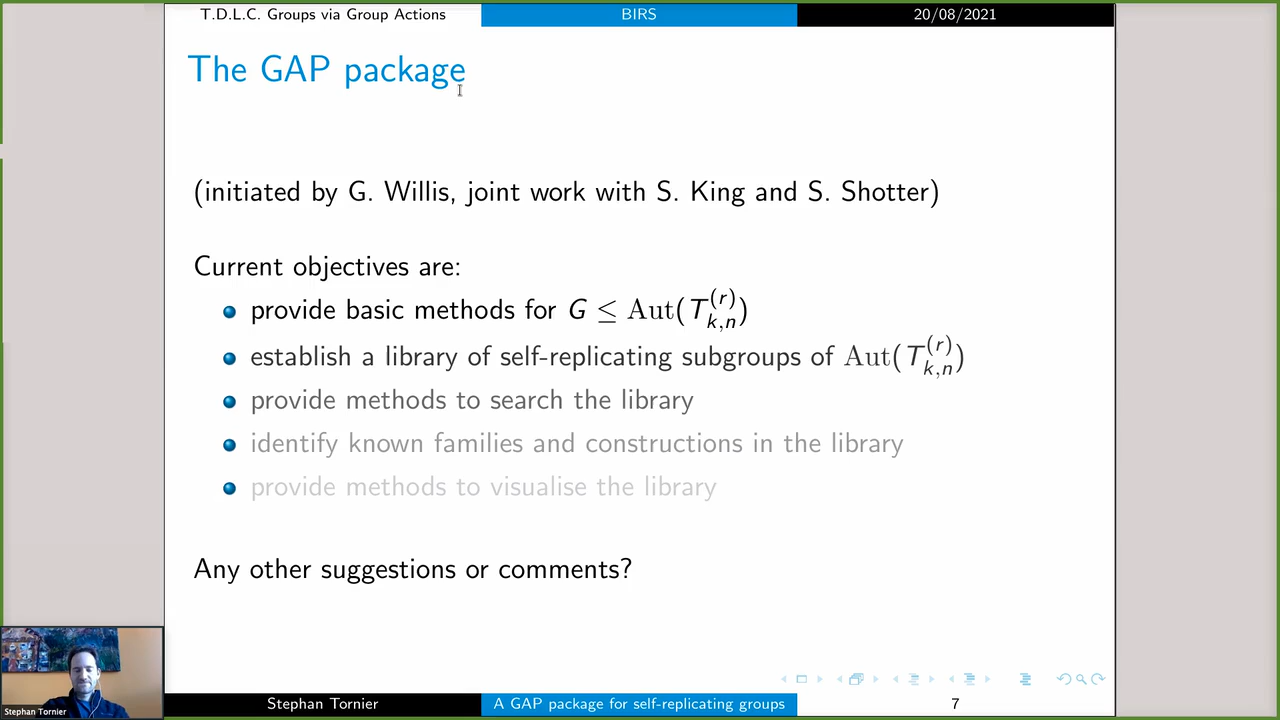 T.D.L.C. Groups via Group Actions BIRS 20/08/2021
The GAP package
(initiated by G. Willis, joint work with S. King and S. Shotter)
Current objectives are:
provide basic methods for G ≤ Aut(T_{k,n}^{(r)})
establish a library of self-replicating subgroups of Aut(T_{k,n}^{(r)})
provide methods to search the library
identify known families and constructions in the library
provide methods to visualise the library
Any other suggestions or comments?
Stephan Tornier
Stephan Tornier A GAP package for self-replicating groups 7